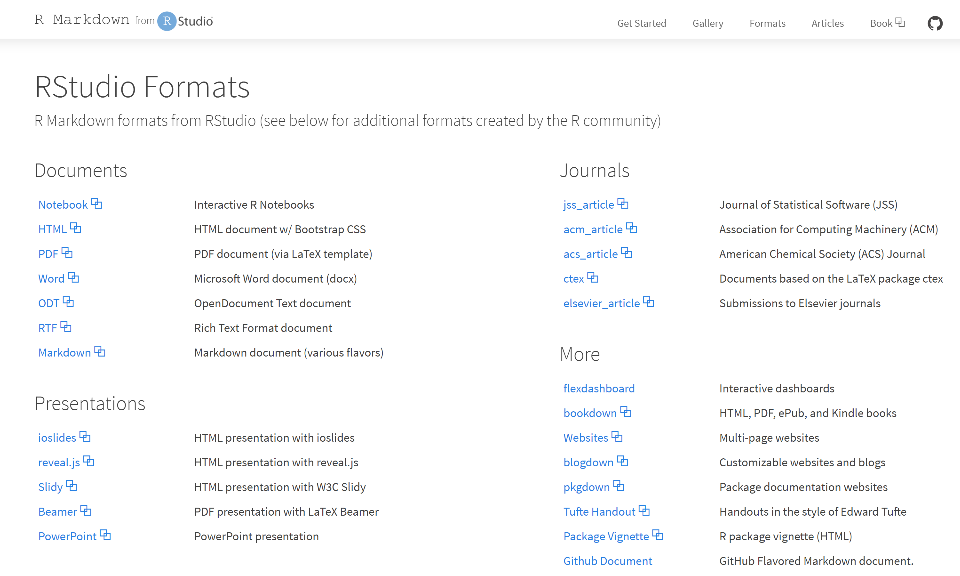 R Markdown from R Studio
Get Started Gallery Formats Articles Book
RStudio Formats
R Markdown formats from RStudio (see below for additional formats created by the R community)
Documents
Notebook Interactive R Notebooks
HTML HTML document w/ Bootstrap CSS
PDF PDF document (via LaTeX template)
Word Microsoft Word document (docx)
ODT OpenDocument Text document
RTF Rich Text Format document
Markdown Markdown document (various flavors)
Presentations
ioslides HTML presentation with ioslides
reveal.js HTML presentation with reveal.js
Slidy HTML presentation with W3C Slidy
Beamer PDF presentation with LaTeX Beamer
PowerPoint PowerPoint presentation
Journals
jss_article Journal of Statistical Software (JSS)
acm_article Association for Computing Machinery (ACM)
acs_article American Chemical Society (ACS) Journal
ctex Documents based on the LaTeX package ctex
elsevier_article Submissions to Elsevier journals
More
flexdashboard Interactive dashboards
bookdown HTML, PDF, ePub, and Kindle books
Websites Multi-page websites
blogdown Customizable websites and blogs
pkgdown Package documentation websites
Tufte Handout Handouts in the style of Edward Tufte
Package Vignette R package vignette (HTML)
Github Document GitHub Flavored Markdown document.